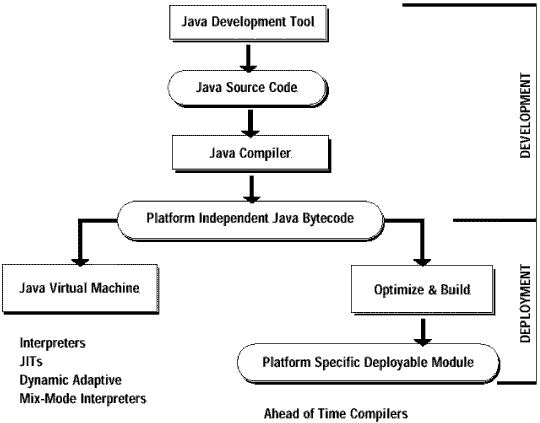 Java Development Tool
Java Source Code
Java Compiler
Platform Independent Java Bytecode
Java Virtual Machine
Optimize & Build
Interpreters
JITs
Dynamic Adaptive
Mix-Mode Interpreters
Platform Specific Deployable Module
Ahead of Time Compilers
DEVELOPMENT
DEPLOYMENT